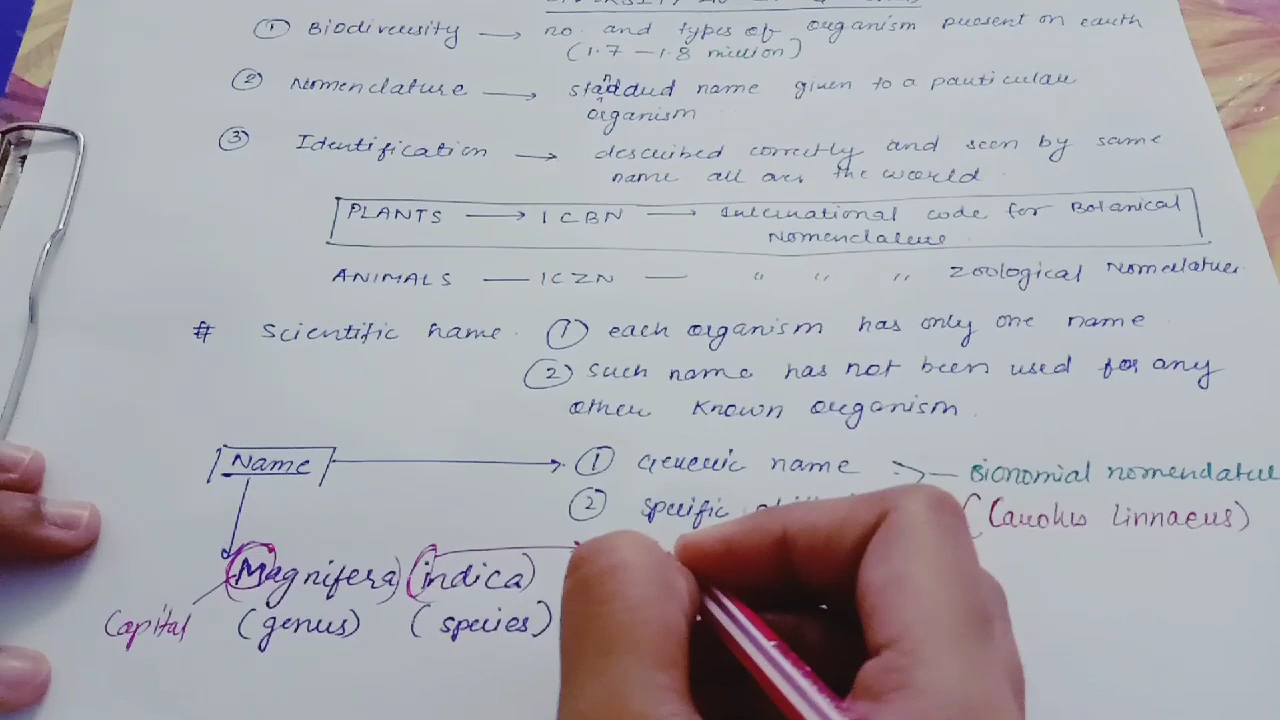 ① Biodiversity → no. and types of organism present on earth
(1.7 – 1.8 million)
② Nomenclature → standdud name given to a particular
organism
③ Identification → described correctly and seen by same
name all over the world
PLANTS → ICBN → International code for Botanical
Nomenclature
ANIMALS — ICZN — " " " Zoological Nomenclature
# Scientific name. ① each organism has only one name
② Such name has not been used for any
other known organism.
Name → ① Generic name — Bionomial nomenclature
② specific (Carolus linnaeus)
Magnifera) (indica)
Capital (genus) (species)